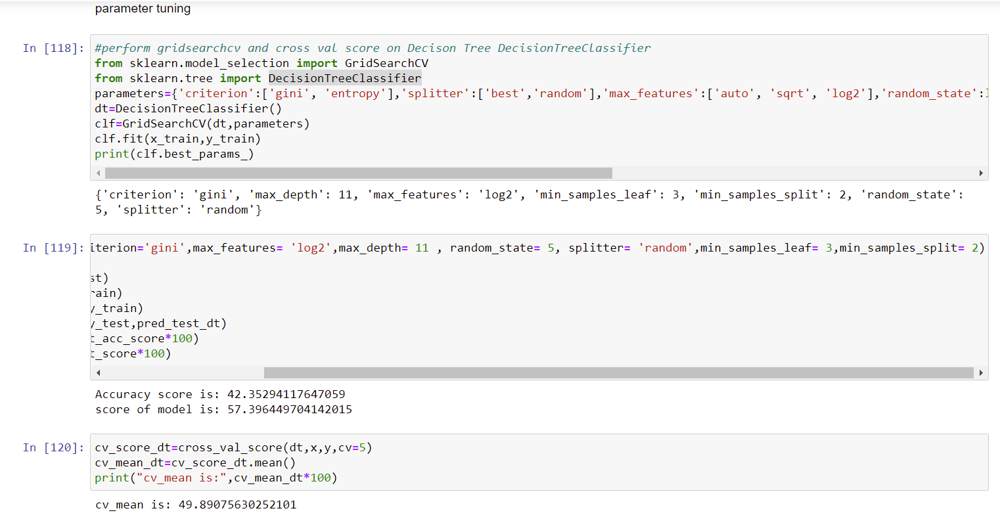 parameter tuning
In [118]:
#perform gridsearchcv and cross val score on Decison Tree DecisionTreeClassifier
from sklearn.model_selection import GridSearchCV
from sklearn.tree import DecisionTreeClassifier
parameters={'criterion':['gini', 'entropy'],'splitter':['best','random'],'max_features':['auto', 'sqrt', 'log2'],'random_state':
dt=DecisionTreeClassifier()
clf=GridSearchCV(dt,parameters)
clf.fit(x_train,y_train)
print(clf.best_params_)
{'criterion': 'gini', 'max_depth': 11, 'max_features': 'log2', 'min_samples_leaf': 3, 'min_samples_split': 2, 'random_state':
5, 'splitter': 'random'}
In [119]:
iterion='gini',max_features= 'log2',max_depth= 11 , random_state= 5, splitter= 'random',min_samples_leaf= 3,min_samples_split= 2)
st)
rain)
y_train)
y_test,pred_test_dt)
t_acc_score*100)
t_score*100)
Accuracy score is: 42.35294117647059
score of model is: 57.396449704142015
In [120]:
cv_score_dt=cross_val_score(dt,x,y,cv=5)
cv_mean_dt=cv_score_dt.mean()
print("cv_mean is:",cv_mean_dt*100)
cv_mean is: 49.89075630252101